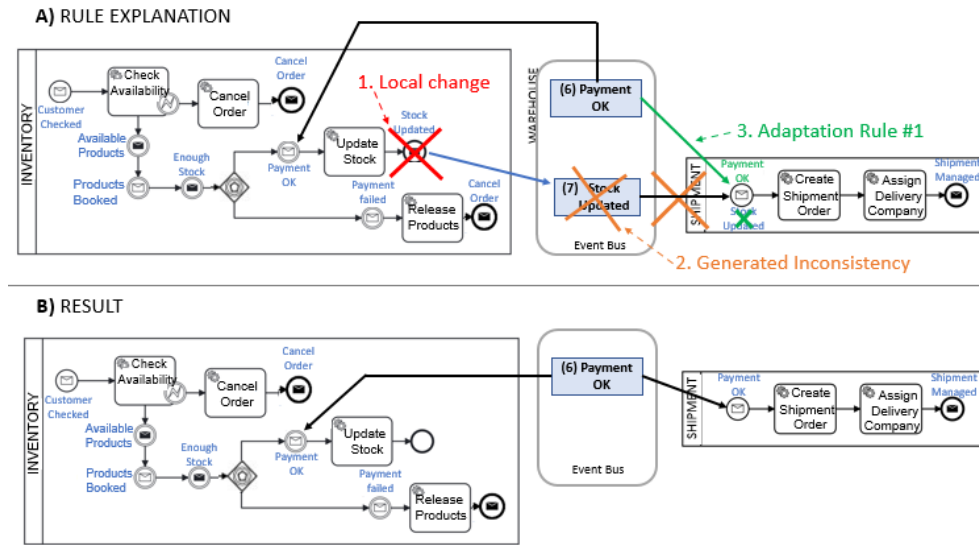 A) RULE EXPLANATION
INVENTORY
Customer
Checked
Check
Availability
Cancel
Order
Cancel
Order
Available
Products
Products
Booked
Enough
Stock
Payment
OK
Update
Stock
1. Local change
Stock
Updated
Payment
failed
Release
Products
Cancel
Order
WAREHOUSE
(6) Payment
OK
(7) Stock
Updated
Event Bus
2. Generated Inconsistency
3. Adaptation Rule #1
SHIPMENT
Payment
OK
Stock
Updated
Create
Shipment
Order
Assign
Delivery
Company
Shipment
Managed
B) RESULT
INVENTORY
Customer
Checked
Check
Availability
Cancel
Order
Cancel
Order
Available
Products
Products
Booked
Enough
Stock
Payment
OK
Update
Stock
Payment
failed
Release
Products
(6) Payment
OK
Event Bus
SHIPMENT
Payment
OK
Create
Shipment
Order
Assign
Delivery
Company
Shipment
Managed